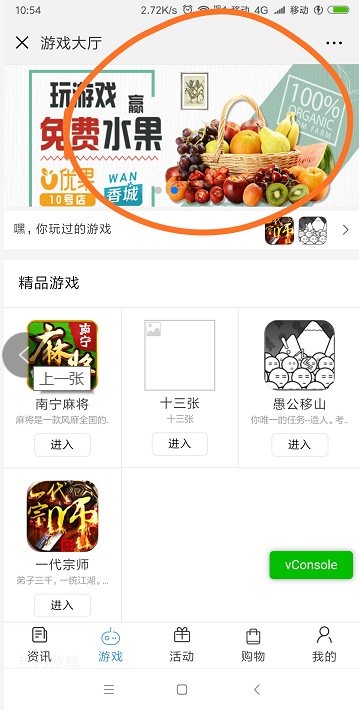 10:54
2.72K/s
移动 4G
移动
游戏大厅
玩游戏 赢
免费水果
100%
ORGANIC
FARM
优果
10号店
WAN
香城
嘿，你玩过的游戏
精品游戏
南宁
麻将
上一张
南宁麻将
麻将是一款风靡全国的..
进入
十三张
十三张
进入
愚公移山
你唯一的任务--造人。考..
进入
一代
宗师
一代宗师
弟子三千。一统江湖。...
进入
vConsole
资讯
游戏
活动
购物
我的